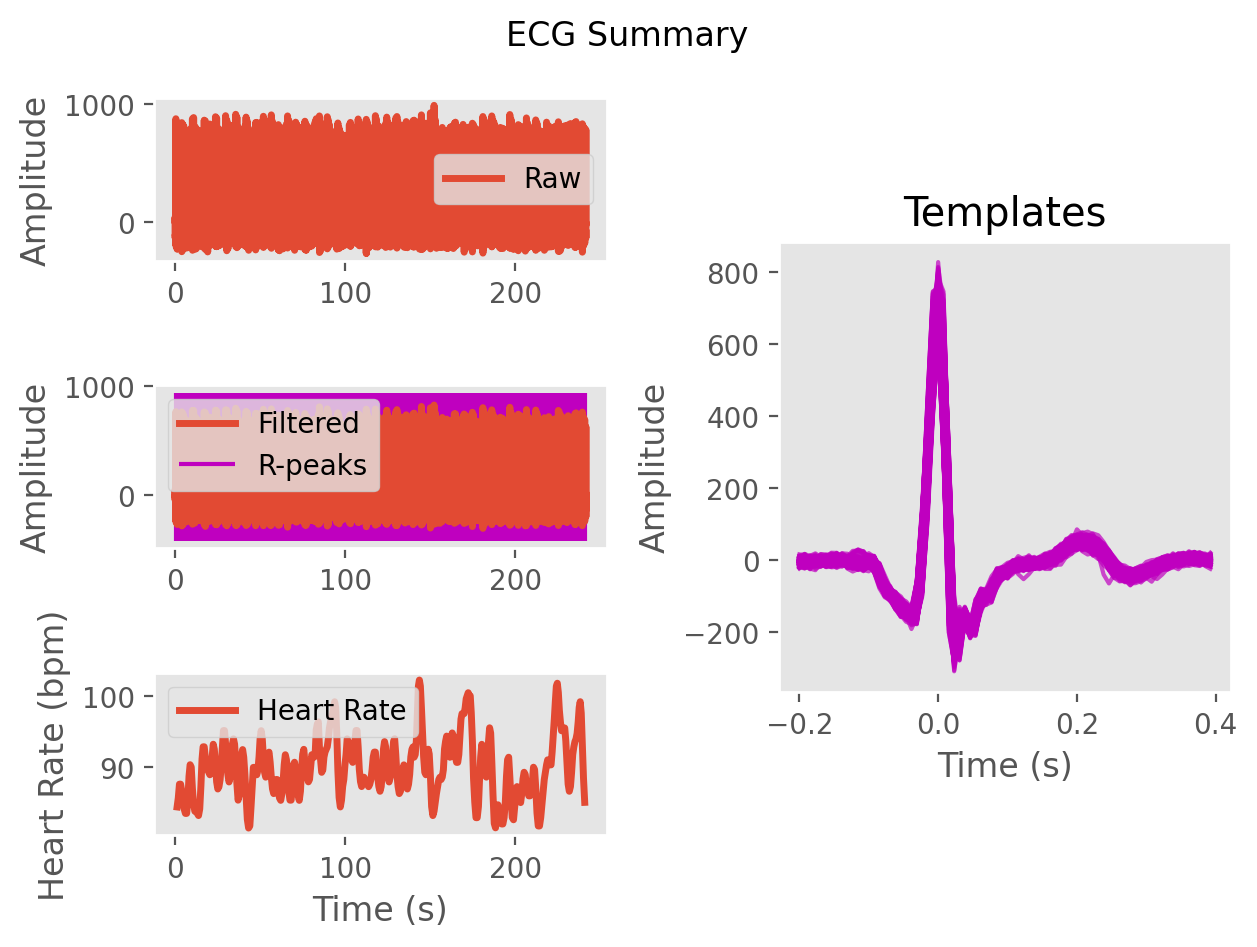 ECG Summary
Amplitude
1000
0
Raw
0
100
200
Amplitude
1000
0
Filtered
R-peaks
0
100
200
Heart Rate (bpm)
100
90
Heart Rate
0
100
200
Time (s)
Templates
Amplitude
800
600
400
200
0
−200
−0.2
0.0
0.2
0.4
Time (s)